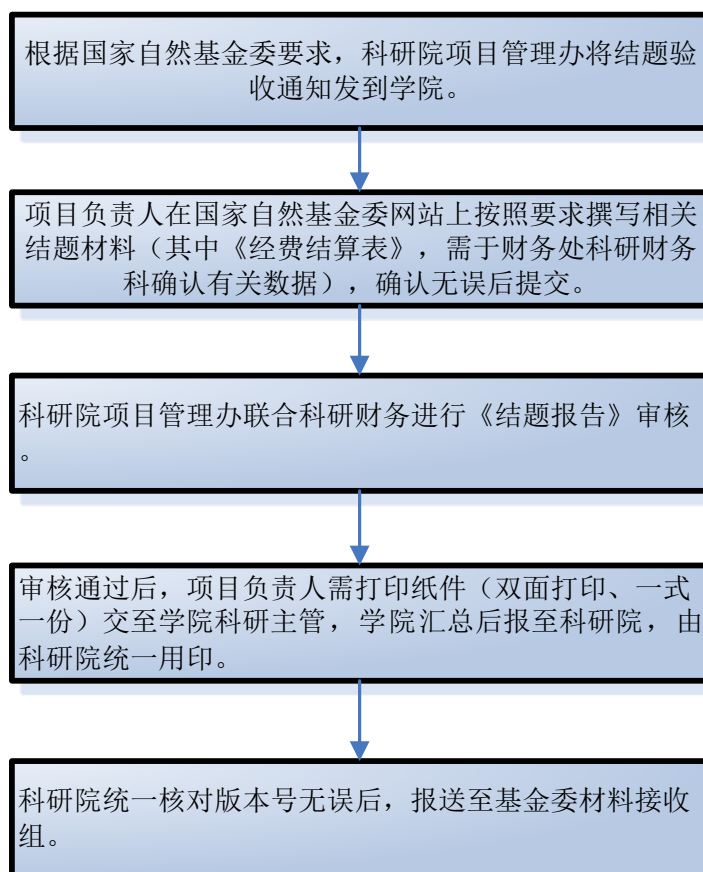 根据国家自然基金委要求，科研院项目管理办将结题验
收通知发到学院。
项目负责人在国家自然基金委网站上按照要求撰写相关
结题材料（其中《经费结算表》，需于财务处科研财务
科确认有关数据），确认无误后提交。
科研院项目管理办联合科研财务进行《结题报告》审核
。
审核通过后，项目负责人需打印纸件（双面打印、一式
一份）交至学院科研主管，学院汇总后报至科研院，由
科研院统一用印。
科研院统一核对版本号无误后，报送至基金委材料接收
组。